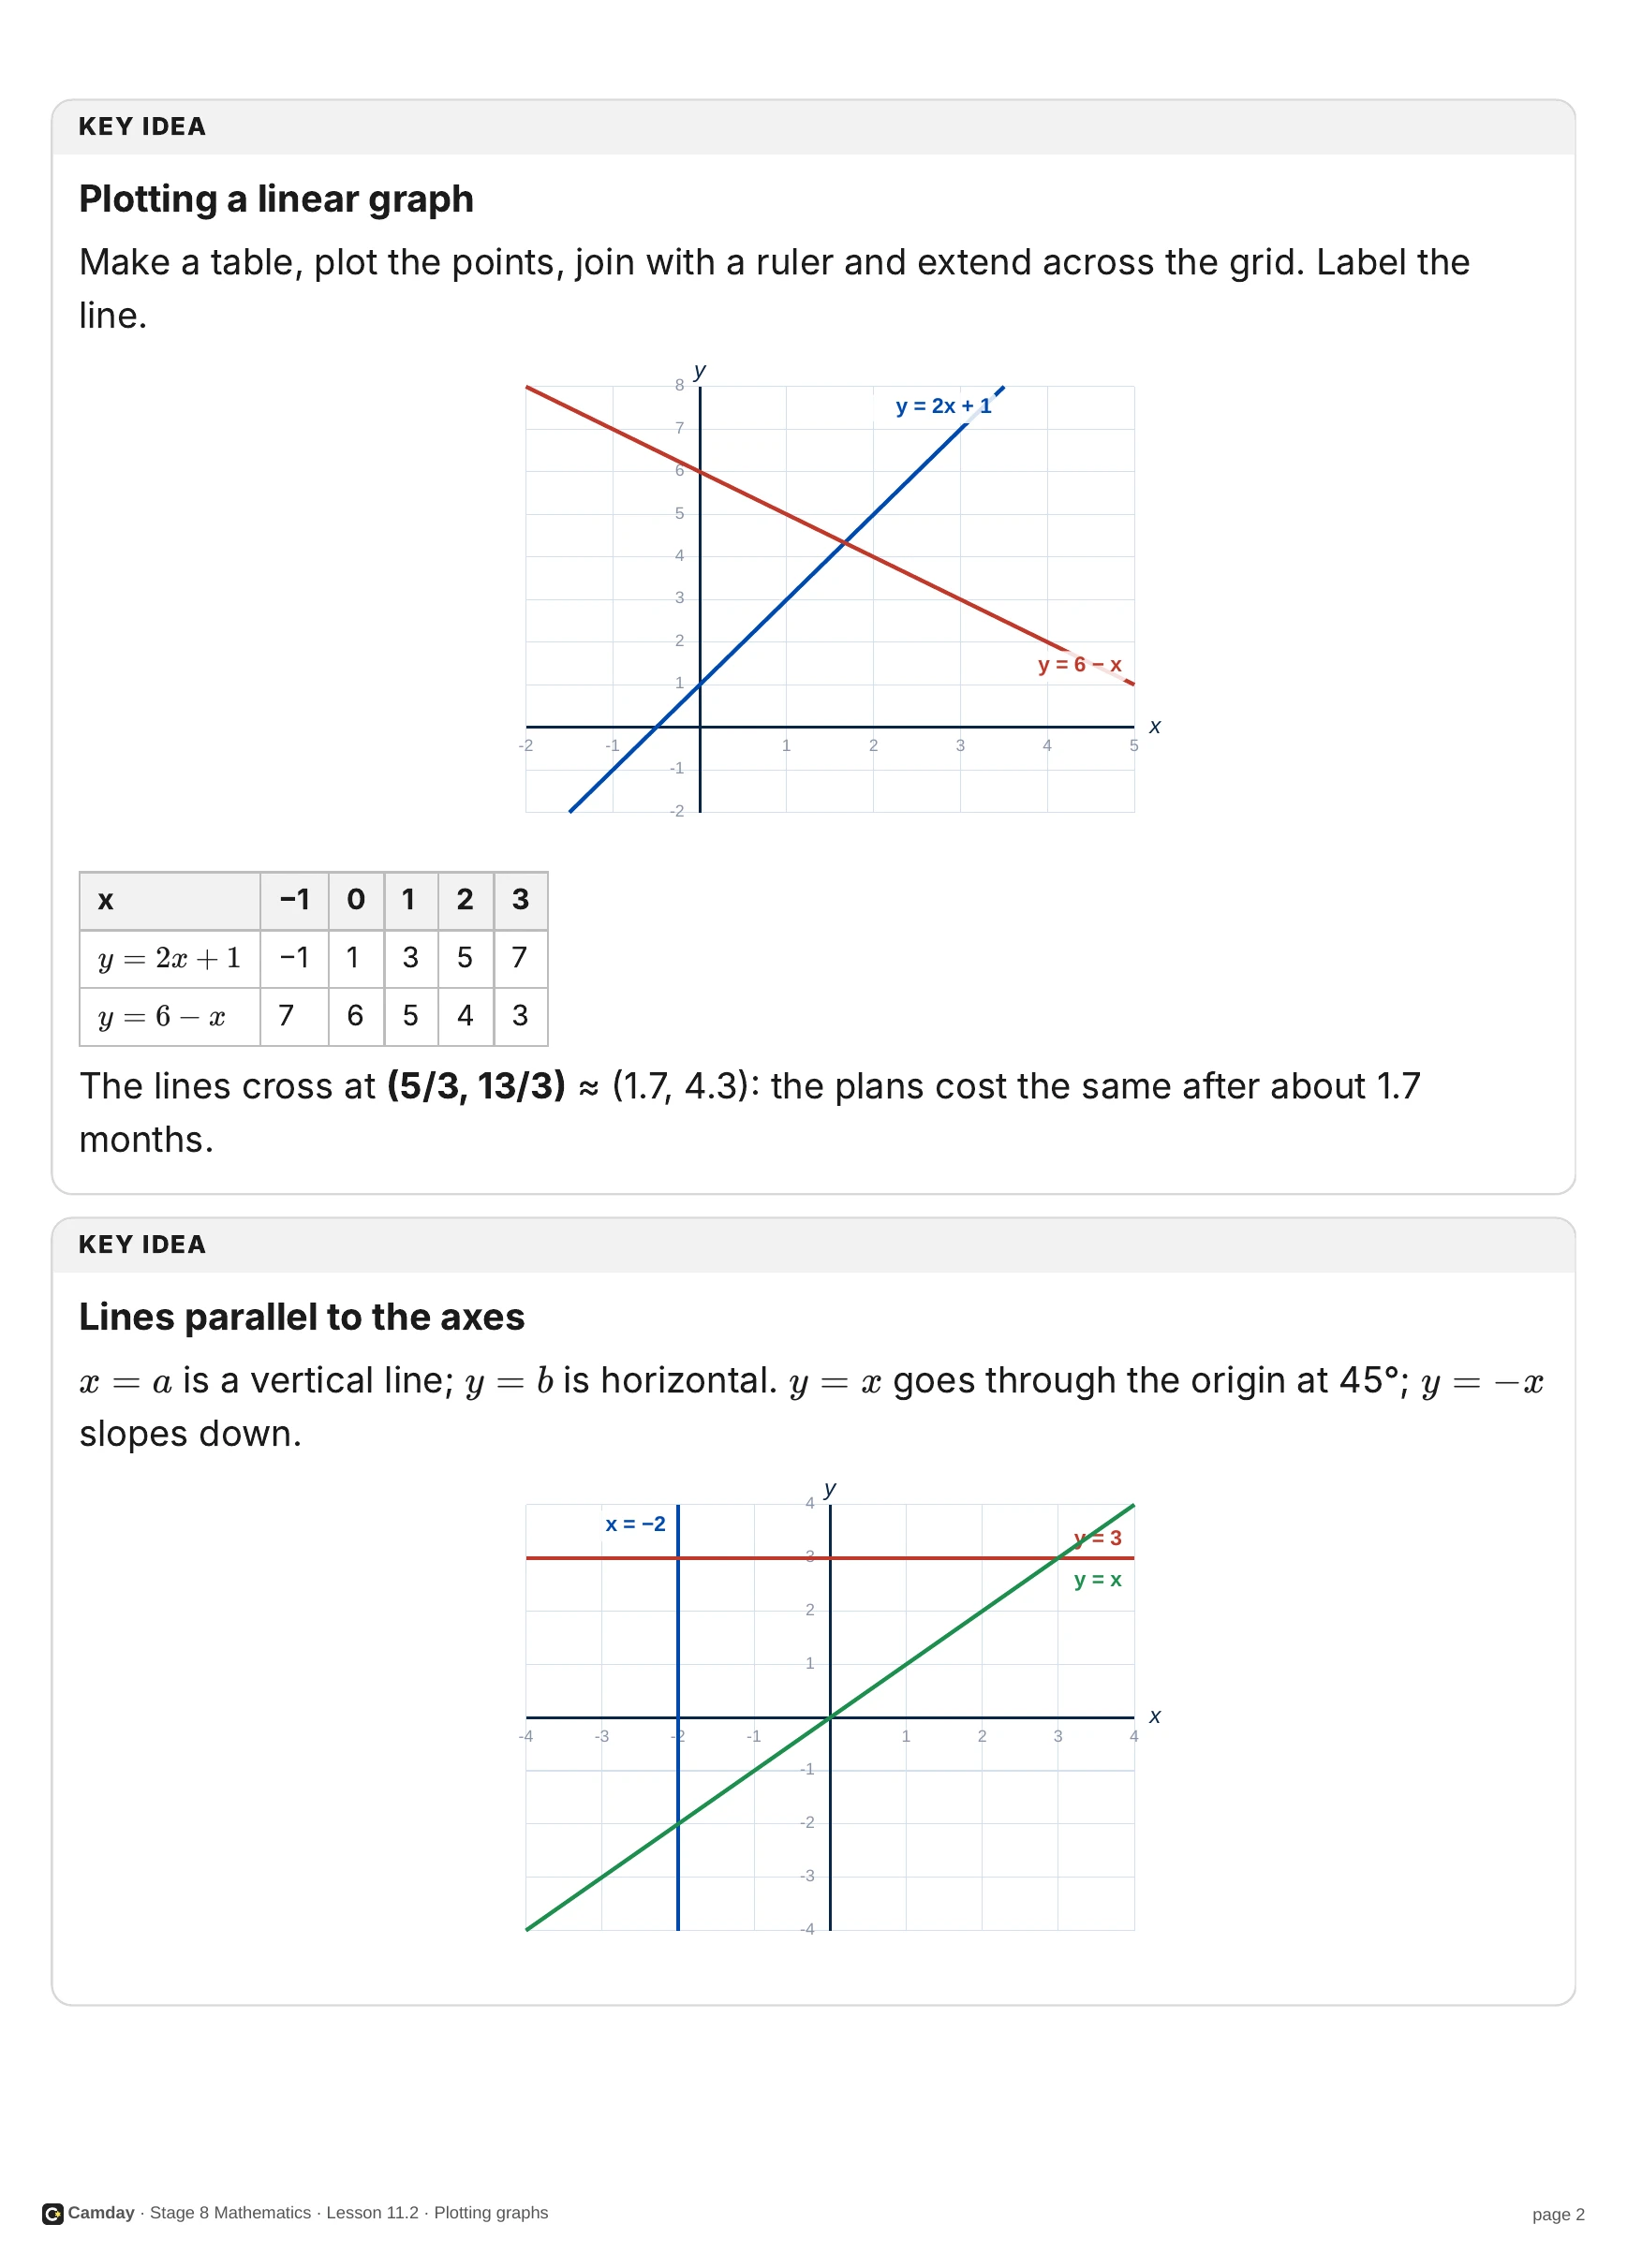 KEY IDEA
Plotting a linear graph
Make a table, plot the points, join with a ruler and extend across the grid. Label the
line.
y
8
y = 2x + 1
7
6
5
4
3
2
y = 6 − x
1
x
-2 -1 1 2 3 4 5
-1
-2
x −1 0 1 2 3
y = 2x + 1 −1 1 3 5 7
y = 6 − x 7 6 5 4 3
The lines cross at (5/3, 13/3) ≈ (1.7, 4.3): the plans cost the same after about 1.7
months.
KEY IDEA
Lines parallel to the axes
x = a is a vertical line; y = b is horizontal. y = x goes through the origin at 45°; y = −x
slopes down.
y
4
x = −2
y = 3
3
y = x
2
1
x
-4 -3 -2 -1 1 2 3 4
-1
-2
-3
-4
Camday · Stage 8 Mathematics · Lesson 11.2 · Plotting graphs
page 2